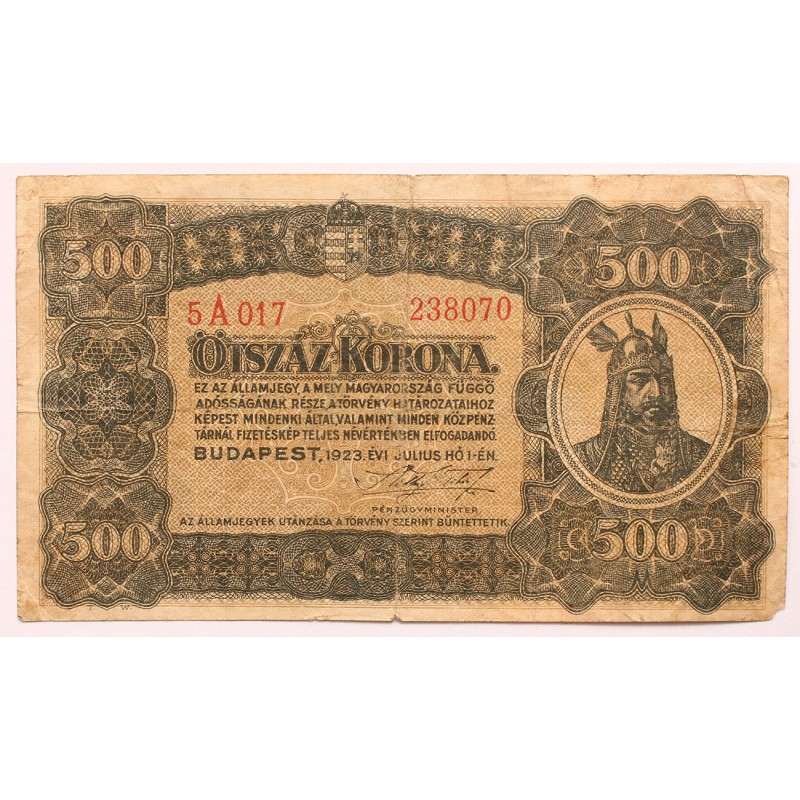 500
500
5A017
238070
ÖTSZÁZ KORONA.
EZ AZ ÁLLAMJEGY, A MELY MAGYARORSZÁG FÜGGŐ
ADÓSSÁGÁNAK RÉSZE, A TÖRVÉNY HATÁROZATAIHOZ
KÉPEST MINDENKI ÁLTAL, VALAMINT MINDEN KÖZPÉNZ-
TÁRNÁL FIZETÉSKÉP TELJES NÉVÉRTÉKBEN ELFOGADANDÓ.
BUDAPEST, 1923. ÉVI JULIUS HÓ 1-ÉN.
PÉNZÜGYMINISTER
AZ ÁLLAMJEGYEK UTÁNZÁSA A TÖRVÉNY SZERINT BÜNTETTETIK.
500
500